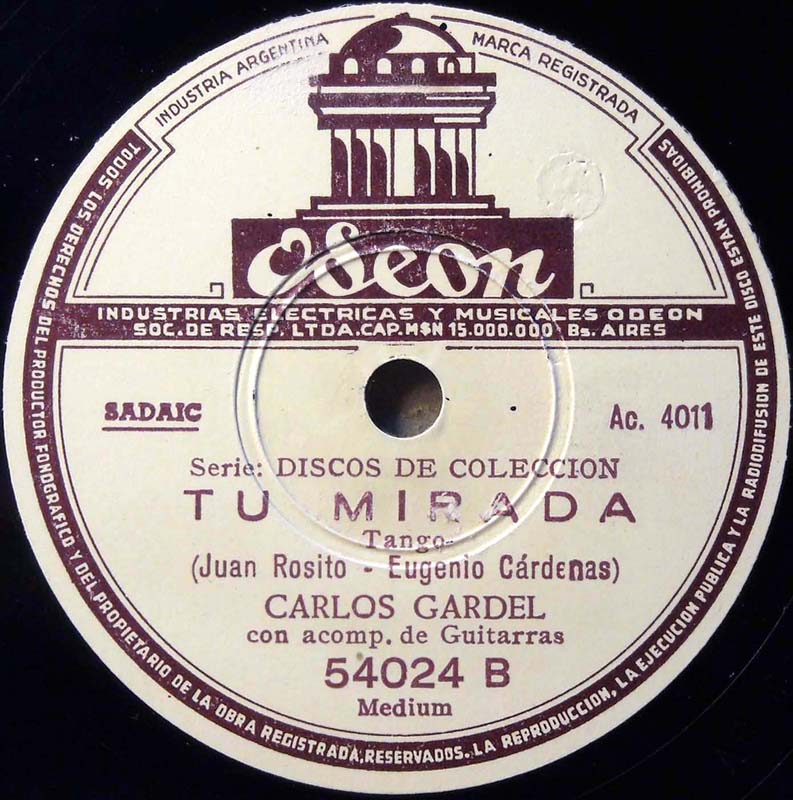 INDUSTRIA ARGENTINA
MARCA REGISTRADA
Odeon
INDUSTRIAS ELECTRICAS Y MUSICALES ODEON
SOC. DE RESP. LTDA. CAP. M$N 15.000.000 Bs. AIRES
SADAIC
Ac. 4011
Serie: DISCOS DE COLECCION
TU MIRADA
Tango-
(Juan Rosito - Eugenio Cárdenas)
CARLOS GARDEL
con acomp. de Guitarras
54024 B
Medium
TODOS LOS DERECHOS DEL PRODUCTOR FONOGRAFICO Y DEL PROPIETARIO DE LA OBRA REGISTRADA, RESERVADOS. LA REPRODUCCION, LA EJECUCION PUBLICA Y LA RADIODIFUSION DE ESTE DISCO ESTAN PROHIBIDAS